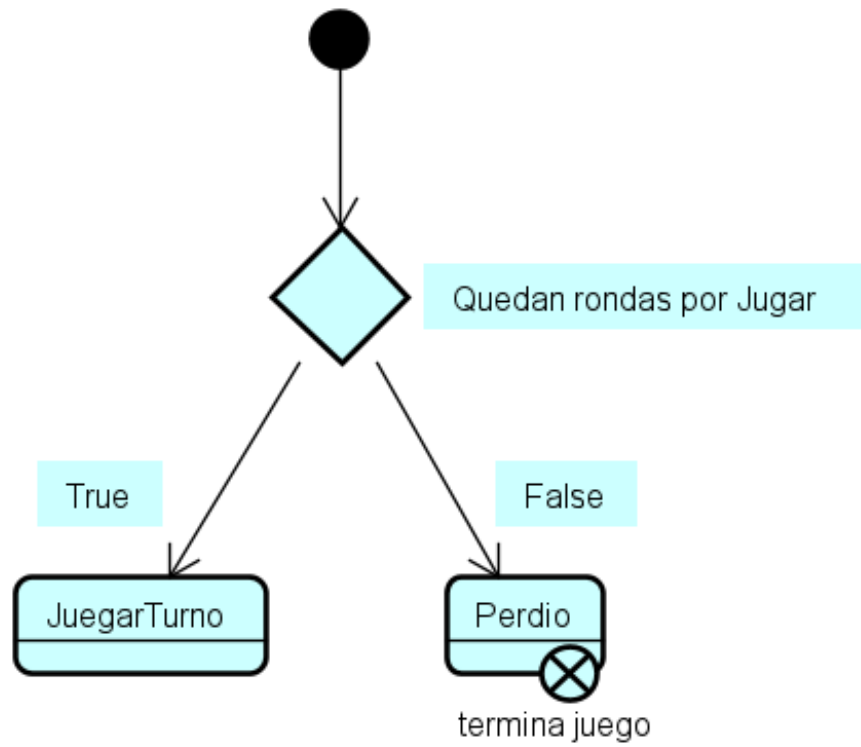 Quedan rondas por Jugar
True
False
JuegarTurno
Perdio
termina juego